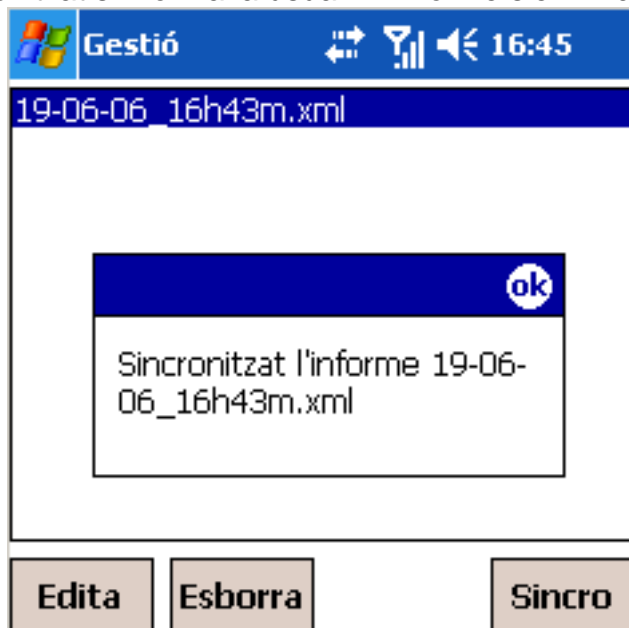 Gestió 16:45
19-06-06_16h43m.xml
ok
Sincronitzat l'informe 19-06-
06_16h43m.xml
Edita Esborra Sincro